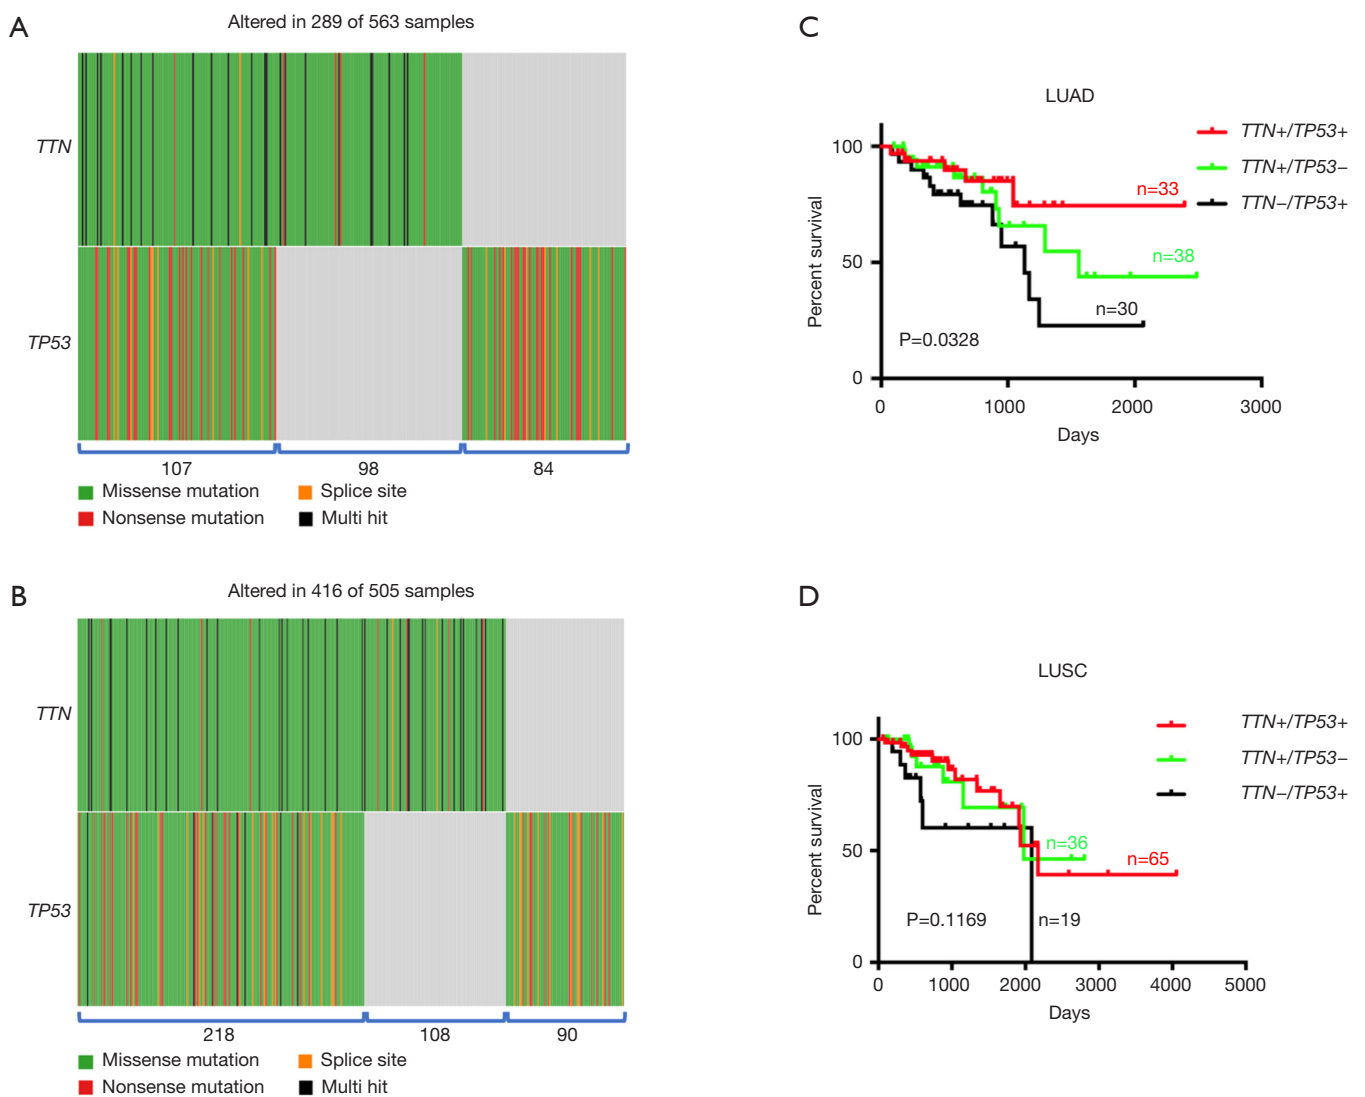 A
Altered in 289 of 563 samples
TTN
TP53
107 98 84
Missense mutation Splice site
Nonsense mutation Multi hit
C
LUAD
TTN+/TP53+
TTN+/TP53−
TTN−/TP53+
Percent survival
100
50
0
n=33
n=38
n=30
P=0.0328
0 1000 2000 3000
Days
B
Altered in 416 of 505 samples
TTN
TP53
218 108 90
Missense mutation Splice site
Nonsense mutation Multi hit
D
LUSC
TTN+/TP53+
TTN+/TP53−
TTN−/TP53+
Percent survival
100
50
0
n=36
n=65
P=0.1169 n=19
0 1000 2000 3000 4000 5000
Days